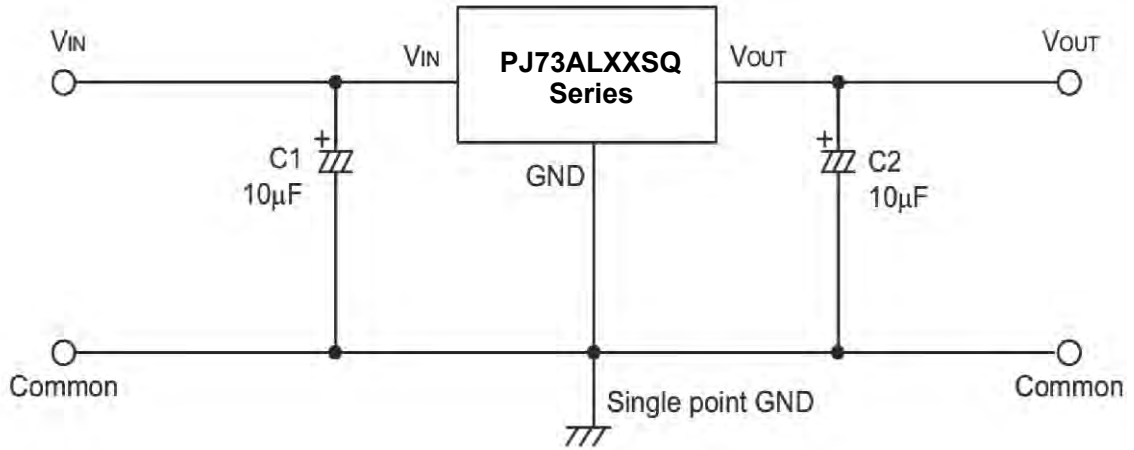 VIN
VIN
PJ73ALXXSQ
Series
VOUT
VOUT
+
C1
10μF
GND
+
C2
10μF
Common
Single point GND
Common